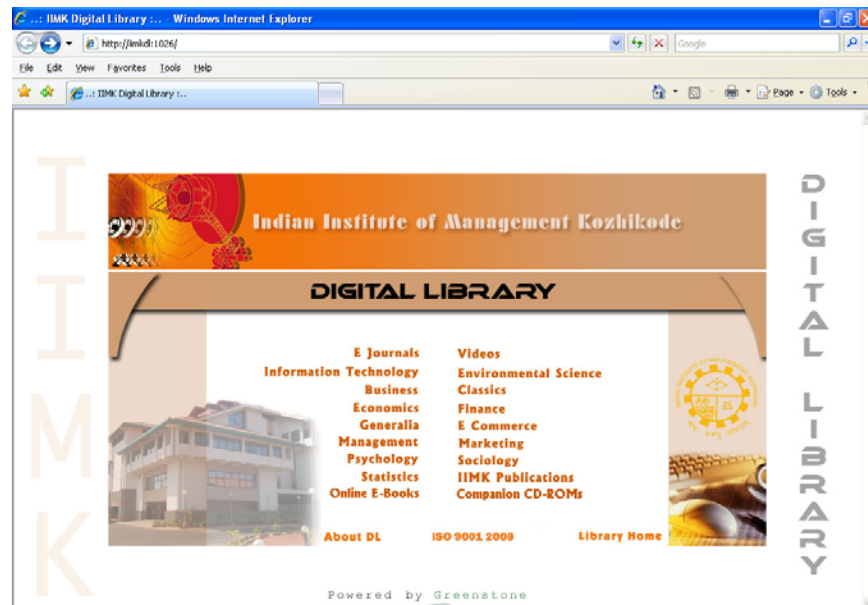 ..: IIMK Digital Library :.. - Windows Internet Explorer
http://iimkdl:1026/
Google
File Edit View Favorites Tools Help
..: IIMK Digital Library :..
Page Tools
IIMK
Indian Institute of Management Kozhikode
DIGITAL LIBRARY
E Journals Videos
Information Technology Environmental Science
Business Classics
Economics Finance
Generalia E Commerce
Management Marketing
Psychology Sociology
Statistics IIMK Publications
Online E-Books Companion CD-ROMs
About DL ISO 9001 2008 Library Home
Powered by Greenstone
DIGITAL LIBRARY